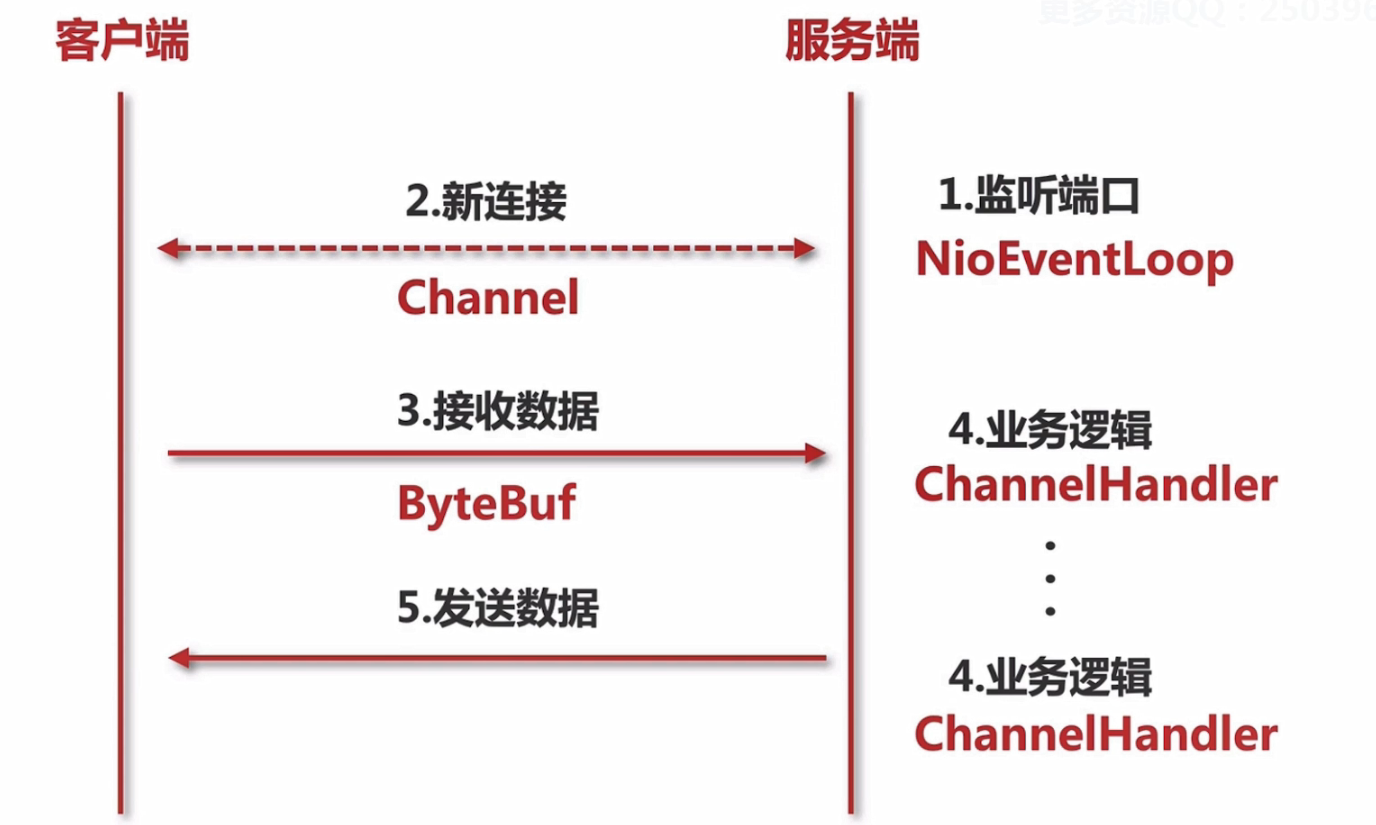 更多资源QQ：250396
客户端
服务端
1.监听端口
2.新连接
NioEventLoop
Channel
3.接收数据
4.业务逻辑
ChannelHandler
ByteBuf
5.发送数据
4.业务逻辑
ChannelHandler